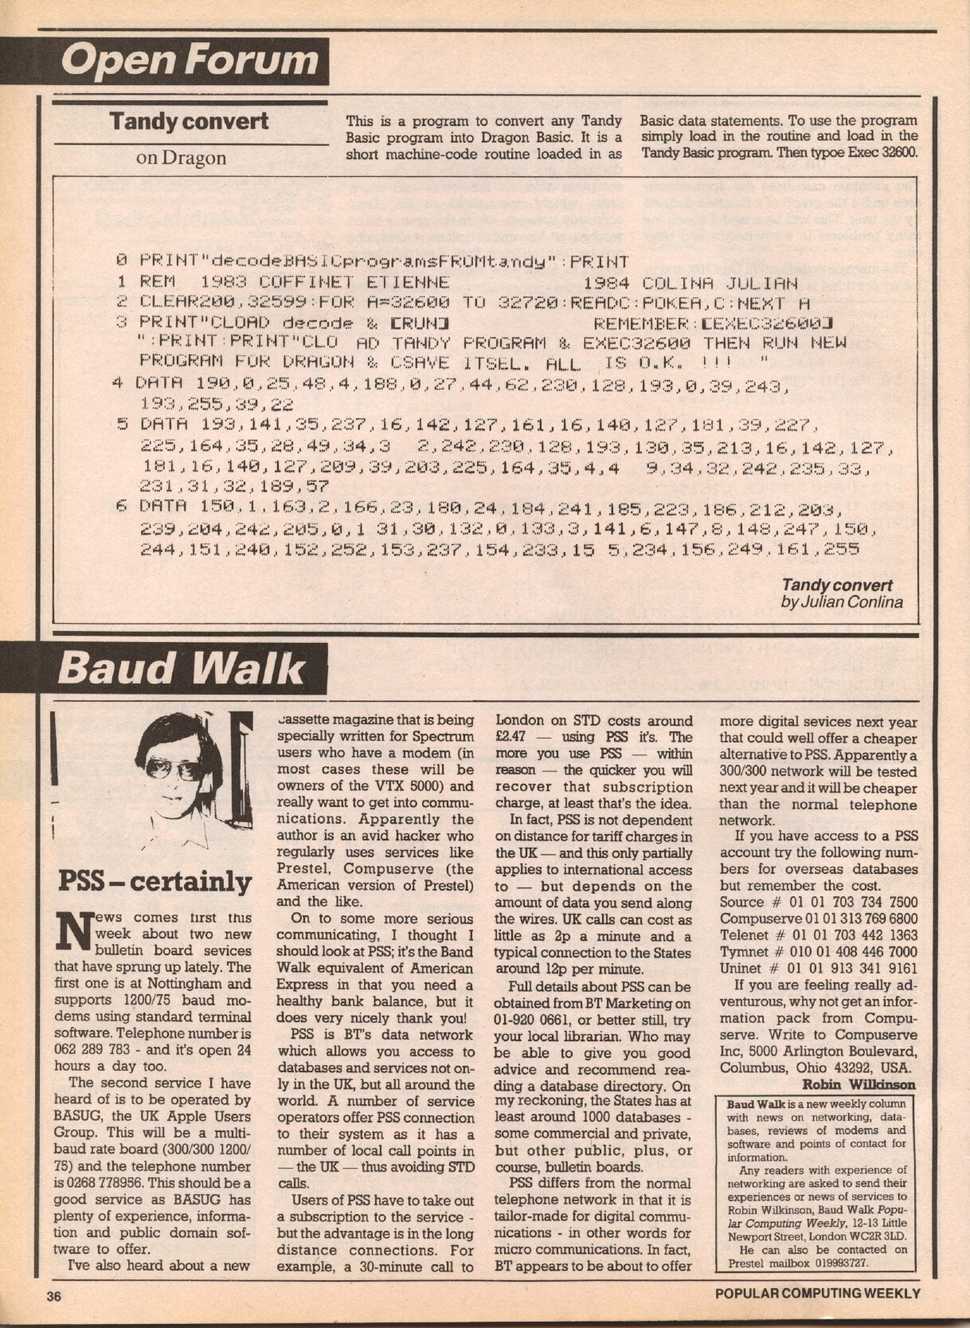 Open Forum
Tandy convert
on Dragon
This is a program to convert any Tandy
Basic program into Dragon Basic. It is a
short machine-code routine loaded in as
Basic data statements. To use the program
simply load in the routine and load in the
Tandy Basic program. Then typoe Exec 32600.
0 PRINT"decodeBASICprogramsFROMtandy":PRINT
1 REM 1983 COFFINET ETIENNE 1984 COLINA JULIAN
2 CLEAR200,32599:FOR A=32600 TO 32720:READC:POKEA,C:NEXT A
3 PRINT"CLOAD decode & [RUN] REMEMBER:[EXEC32600]
":PRINT:PRINT"CLO AD TANDY PROGRAM & EXEC32600 THEN RUN NEW
PROGRAM FOR DRAGON & CSAVE ITSEL. ALL IS O.K. !!! "
4 DATA 190,0,25,48,4,188,0,27,44,62,230,128,193,0,39,243,
193,255,39,22
5 DATA 193,141,35,237,16,142,127,161,16,140,127,181,39,227,
225,164,35,28,49,34,3 2,242,230,128,193,130,35,213,16,142,127,
181,16,140,127,209,39,203,225,164,35,4,4 9,34,32,242,235,33,
231,31,32,189,57
6 DATA 150,1,163,2,166,23,180,24,184,241,185,223,186,212,203,
239,204,242,205,0,1 31,30,132,0,133,3,141,6,147,8,148,247,150,
244,151,240,152,252,153,237,154,233,15 5,234,156,249,161,255
Tandy convert
by Julian Conlina
Baud Walk
PSS – certainly
News comes first this
week about two new
bulletin board sevices
that have sprung up lately. The
first one is at Nottingham and
supports 1200/75 baud mo-
dems using standard terminal
software. Telephone number is
062 289 783 - and it's open 24
hours a day too.
The second service I have
heard of is to be operated by
BASUG, the UK Apple Users
Group. This will be a multi-
baud rate board (300/300 1200/
75) and the telephone number
is 0268 778956. This should be a
good service as BASUG has
plenty of experience, informa-
tion and public domain sof-
tware to offer.
I've also heard about a new
cassette magazine that is being
specially written for Spectrum
users who have a modem (in
most cases these will be
owners of the VTX 5000) and
really want to get into commu-
nications. Apparently the
author is an avid hacker who
regularly uses services like
Prestel, Compuserve (the
American version of Prestel)
and the like.
On to some more serious
communicating, I thought I
should look at PSS; it's the Band
Walk equivalent of American
Express in that you need a
healthy bank balance, but it
does very nicely thank you!
PSS is BT's data network
which allows you access to
databases and services not on-
ly in the UK, but all around the
world. A number of service
operators offer PSS connection
to their system as it has a
number of local call points in
— the UK — thus avoiding STD
calls.
Users of PSS have to take out
a subscription to the service -
but the advantage is in the long
distance connections. For
example, a 30-minute call to
London on STD costs around
£2.47 — using PSS it's. The
more you use PSS — within
reason — the quicker you will
recover that subscription
charge, at least that's the idea.
In fact, PSS is not dependent
on distance for tariff charges in
the UK — and this only partially
applies to international access
to — but depends on the
amount of data you send along
the wires. UK calls can cost as
little as 2p a minute and a
typical connection to the States
around 12p per minute.
Full details about PSS can be
obtained from BT Marketing on
01-920 0661, or better still, try
your local librarian. Who may
be able to give you good
advice and recommend rea-
ding a database directory. On
my reckoning, the States has at
least around 1000 databases -
some commercial and private,
but other public, plus, or
course, bulletin boards.
PSS differs from the normal
telephone network in that it is
tailor-made for digital commu-
nications - in other words for
micro communications. In fact,
BT appears to be about to offer
more digital sevices next year
that could well offer a cheaper
alternative to PSS. Apparently a
300/300 network will be tested
next year and it will be cheaper
than the normal telephone
network.
If you have access to a PSS
account try the following num-
bers for overseas databases
but remember the cost.
Source # 01 01 703 734 7500
Compuserve 01 01 313 769 6800
Telenet # 01 01 703 442 1363
Tymnet # 010 01 408 446 7000
Uninet # 01 01 913 341 9161
If you are feeling really ad-
venturous, why not get an infor-
mation pack from Compu-
serve. Write to Compuserve
Inc, 5000 Arlington Boulevard,
Columbus, Ohio 43292, USA.
Robin Wilkinson
Baud Walk is a new weekly column
with news on networking, data-
bases, reviews of modems and
software and points of contact for
information.
Any readers with experience of
networking are asked to send their
experiences or news of services to
Robin Wilkinson, Baud Walk Popu-
lar Computing Weekly, 12-13 Little
Newport Street, London WC2R 3LD.
He can also be contacted on
Prestel mailbox 019993727.
36
POPULAR COMPUTING WEEKLY